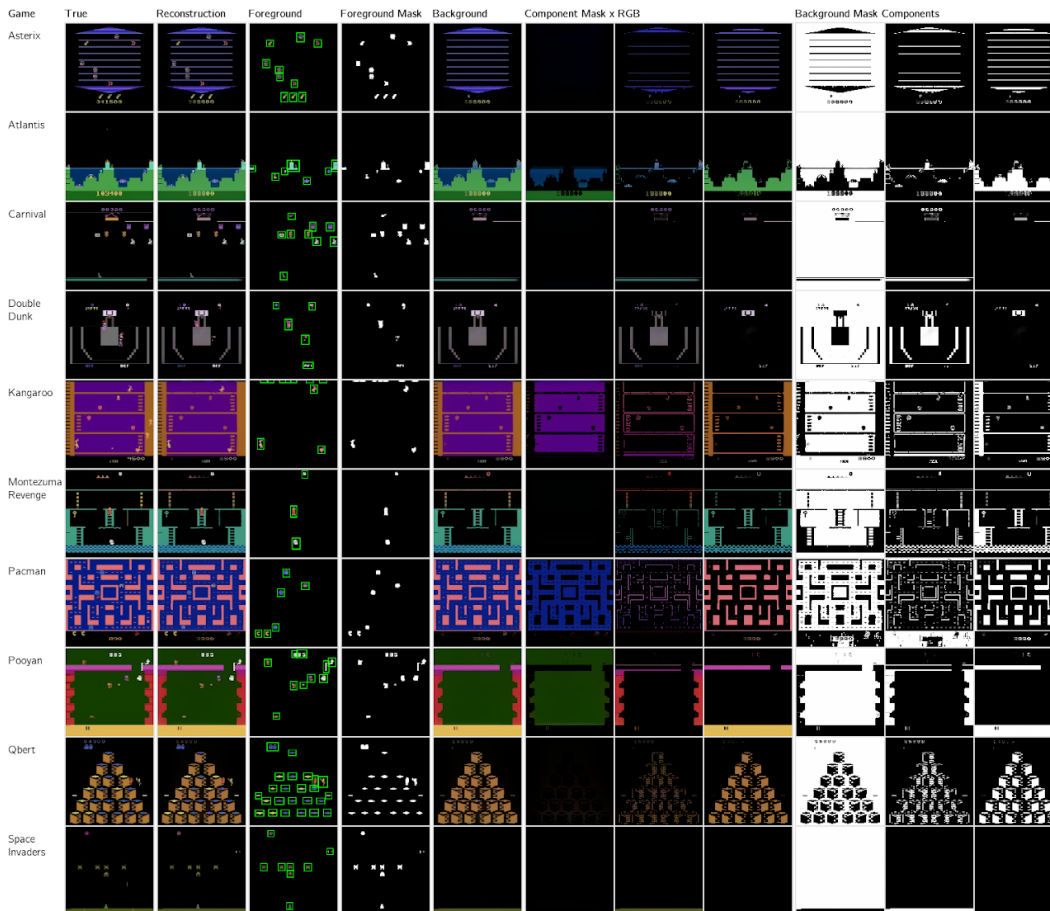 Game True Reconstruction Foreground Foreground Mask Background Component Mask x RGB Background Mask Components
Asterix
Atlantis
Carnival
Double
Dunk
Kangaroo
Montezuma
Revenge
Pacman
Pooyan
Qbert
Space
Invaders